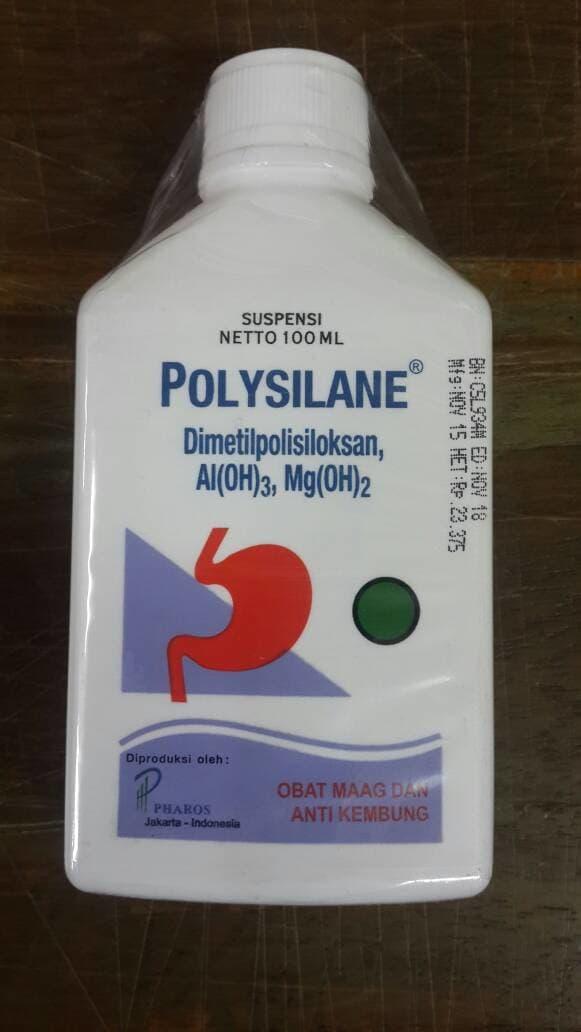 SUSPENSI
NETTO 100 ML
POLYSILANE®
Dimetilpolisiloksan,
Al(OH)3, Mg(OH)2
BN:C5L934M ED:NOV 18
Mfg:NOV 15 HET:Rp.23.375
Diproduksi oleh :
PHAROS
Jakarta - Indonesia
OBAT MAAG DAN
ANTI KEMBUNG